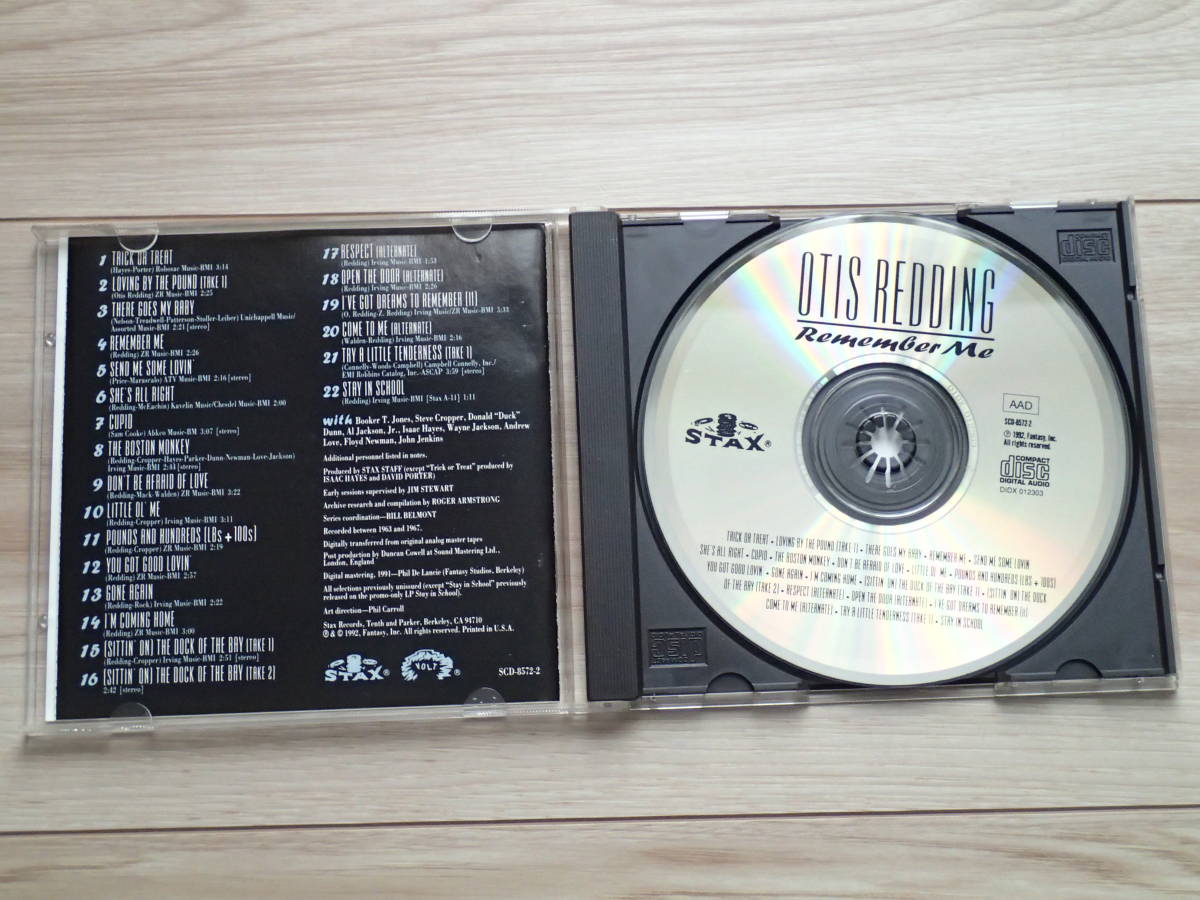 1 TRICK OR TREAT
(Hayes-Porter) Robosac Music-BMI 3:14
2 LOVING BY THE POUND (TAKE 1)
(Otis Redding) ZR Music-BMI 2:25
3 THERE GOES MY BABY
(Nelson-Treadwell-Patterson-Stoller-Leiber) Unichappell Music/
Assorted Music-BMI 2:21 [stereo]
4 REMEMBER ME
(Redding) ZR Music-BMI 2:26
5 SEND ME SOME LOVIN'
(Price-Marascalo) ATV Music-BMI 2:16 [stereo]
6 SHE'S ALL RIGHT
(Redding-McEachin) Kavelin Music/Chesdel Music-BMI 2:00
7 CUPID
(Sam Cooke) Abkco Music-BM 3:07 [stereo]
8 THE BOSTON MONKEY
(Redding-Cropper-Hayes-Parker-Dunn-Newman-Love-Jackson)
Irving Music-BMI 2:41 [stereo]
9 DON'T BE AFRAID OF LOVE
(Redding-Mack-Walden) ZR Music-BMI 3:22
10 LITTLE OL' ME
(Redding-Cropper) Irving Music-BMI 3:11
11 POUNDS AND HUNDREDS (LBs + 100s)
(Redding-Cropper) ZR Music-BMI 2:19
12 YOU GOT GOOD LOVIN'
(Redding) ZR Music-BMI 2:57
13 GONE AGAIN
(Redding-Rock) Irving Music-BMI 2:22
14 I'M COMING HOME
(Redding) ZR Music-BMI 3:00
15 (SITTIN' ON) THE DOCK OF THE BAY (TAKE 1)
(Redding-Cropper) Irving Music-BMI 2:51 [stereo]
16 (SITTIN' ON) THE DOCK OF THE BAY (TAKE 2)
2:42 [stereo]
17 RESPECT (ALTERNATE)
(Redding) Irving Music-BMI 1:53
18 OPEN THE DOOR (ALTERNATE)
(Redding) Irving Music-BMI 2:26
19 I'VE GOT DREAMS TO REMEMBER (11)
(O. Redding-Z. Redding) Irving Music/ZR Music-BMI 3:33
20 COME TO ME (ALTERNATE)
(Walden-Redding) Irving Music-BMI 2:16
21 TRY A LITTLE TENDERNESS (TAKE 1)
(Connelly-Woods-Campbell) Campbell Connelly, Inc./
EMI Robbins Catalog, Inc.-ASCAP 3:59 [stereo]
22 STAY IN SCHOOL
(Redding) Irving Music-BMI [Stax A-11] 1:11
with Booker T. Jones, Steve Cropper, Donald "Duck"
Dunn, Al Jackson, Jr., Isaac Hayes, Wayne Jackson, Andrew
Love, Floyd Newman, John Jenkins
Additional personnel listed in notes.
Produced by STAX STAFF (except "Trick or Treat" produced by
ISAAC HAYES and DAVID PORTER)
Early sessions supervised by JIM STEWART
Archive research and compilation by ROGER ARMSTRONG
Series coordination—BILL BELMONT
Recorded between 1963 and 1967.
Digitally transferred from original analog master tapes
Post production by Duncan Cowell at Sound Mastering Ltd.,
London, England
Digital mastering, 1991—Phil De Lancie (Fantasy Studios, Berkeley)
All selections previously unissued (except "Stay in School" previously
released on the promo-only LP Stay in School).
Art direction—Phil Carroll
Stax Records, Tenth and Parker, Berkeley, CA 94710
℗ & © 1992, Fantasy, Inc. All rights reserved. Printed in U.S.A.
STAX® VOLT® SCD-8572-2
OTIS REDDING
Remember Me
STAX®
AAD
SCD-8572-2
℗ 1992, Fantasy, Inc.
All rights reserved.
COMPACT
disc
DIGITAL AUDIO
DIDX 012303
TRICK OR TREAT • LOVING BY THE POUND (TAKE 1) • THERE GOES MY BABY • REMEMBER ME • SEND ME SOME LOVIN
SHE'S ALL RIGHT • CUPID • THE BOSTON MONKEY • DON'T BE AFRAID OF LOVE • LITTLE OL' ME • POUNDS AND HUNDREDS (LBS + 100S)
YOU GOT GOOD LOVIN • GONE AGAIN • I'M COMING HOME • (SITTIN' ON) THE DOCK OF THE BAY (TAKE 1) • (SITTIN' ON) THE DOCK
OF THE BAY (TAKE 2) • RESPECT (ALTERNATE) • OPEN THE DOOR (ALTERNATE) • I'VE GOT DREAMS TO REMEMBER (II)
COME TO ME (ALTERNATE) • TRY A LITTLE TENDERNESS (TAKE 1) • STAY IN SCHOOL
disc